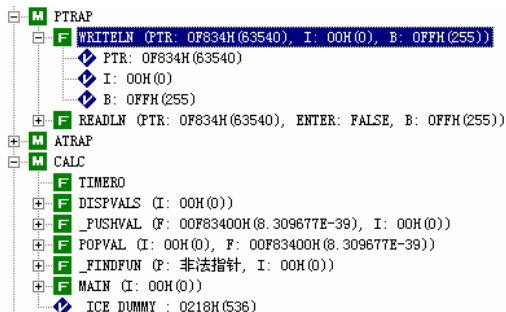 M PTRAP
F WRITELN (PTR: 0F834H(63540), I: 00H(0), B: 0FFH(255))
V PTR: 0F834H(63540)
V I: 00H(0)
V B: 0FFH(255)
F READLN (PTR: 0F834H(63540), ENTER: FALSE, B: 0FFH(255))
M ATRAP
M CALC
F TIMER0
F DISPVALS (I: 00H(0))
F _PUSHVAL (F: 00F83400H(8.309677E-39), I: 00H(0))
F POPVAL (I: 00H(0), F: 00F83400H(8.309677E-39))
F _FINDFUN (P: 非法指针, I: 00H(0))
F MAIN (I: 00H(0))
V _ICE_DUMMY_: 0218H(536)